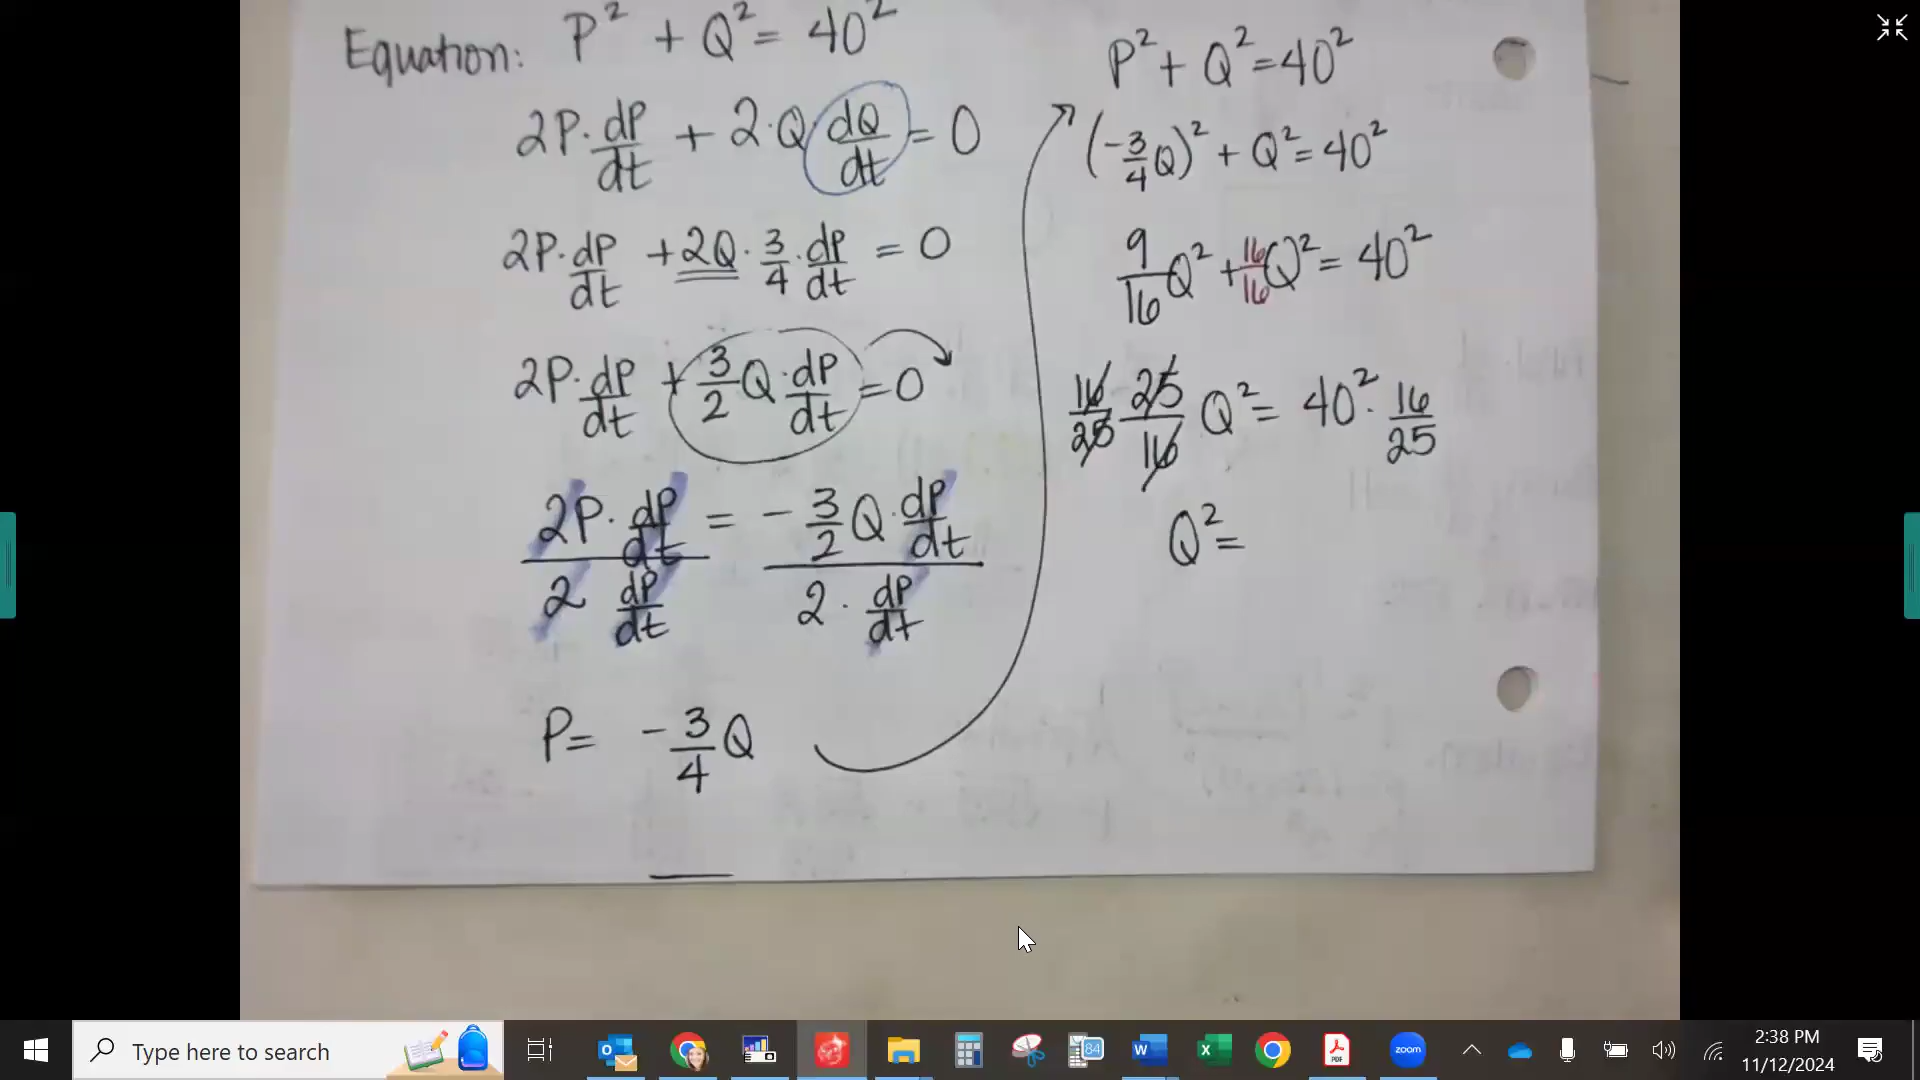 Equation: P² + Q² = 40²
2P · dP/dt + 2 · Q · dQ/dt = 0
2P · dP/dt + 2Q · 3/4 · dP/dt = 0
2P · dP/dt + 3/2 Q · dP/dt = 0
2P · dP/dt = - 3/2 Q · dP/dt
2 dP/dt 2 · dP/dt
P = - 3/4 Q
P² + Q² = 40²
(- 3/4 Q)² + Q² = 40²
9/16 Q² + 16/16 Q² = 40²
16/25 25/16 Q² = 40² · 16/25
Q² =
Type here to search
84
zoom
2:38 PM
11/12/2024